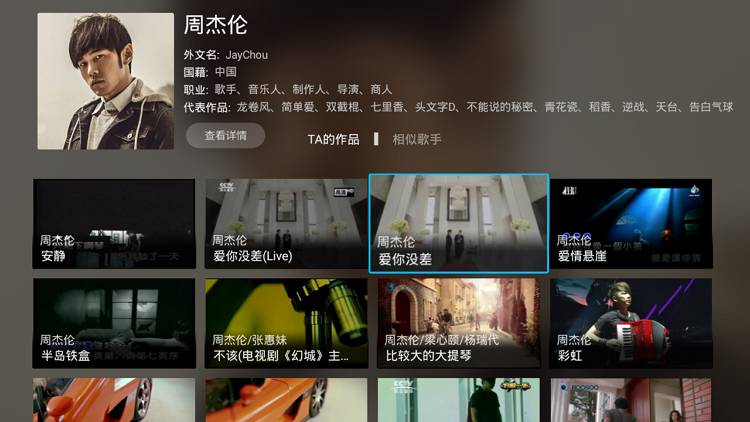 周杰伦
外文名: JayChou
国籍: 中国
职业: 歌手、音乐人、制作人、导演、商人
代表作品: 龙卷风、简单爱、双截棍、七里香、头文字D、不能说的秘密、青花瓷、稻香、逆战、天台、告白气球
查看详情
TA的作品
相似歌手
周杰伦
安静
CCTV
高清
周杰伦
爱你没差(Live)
周杰伦
爱你没差
周杰伦
爱情悬崖
周杰伦
半岛铁盒
周杰伦/张惠妹
不该(电视剧《幻城》主...
周杰伦/梁心颐/杨瑞代
比较大的大提琴
周杰伦
彩虹
CCTV